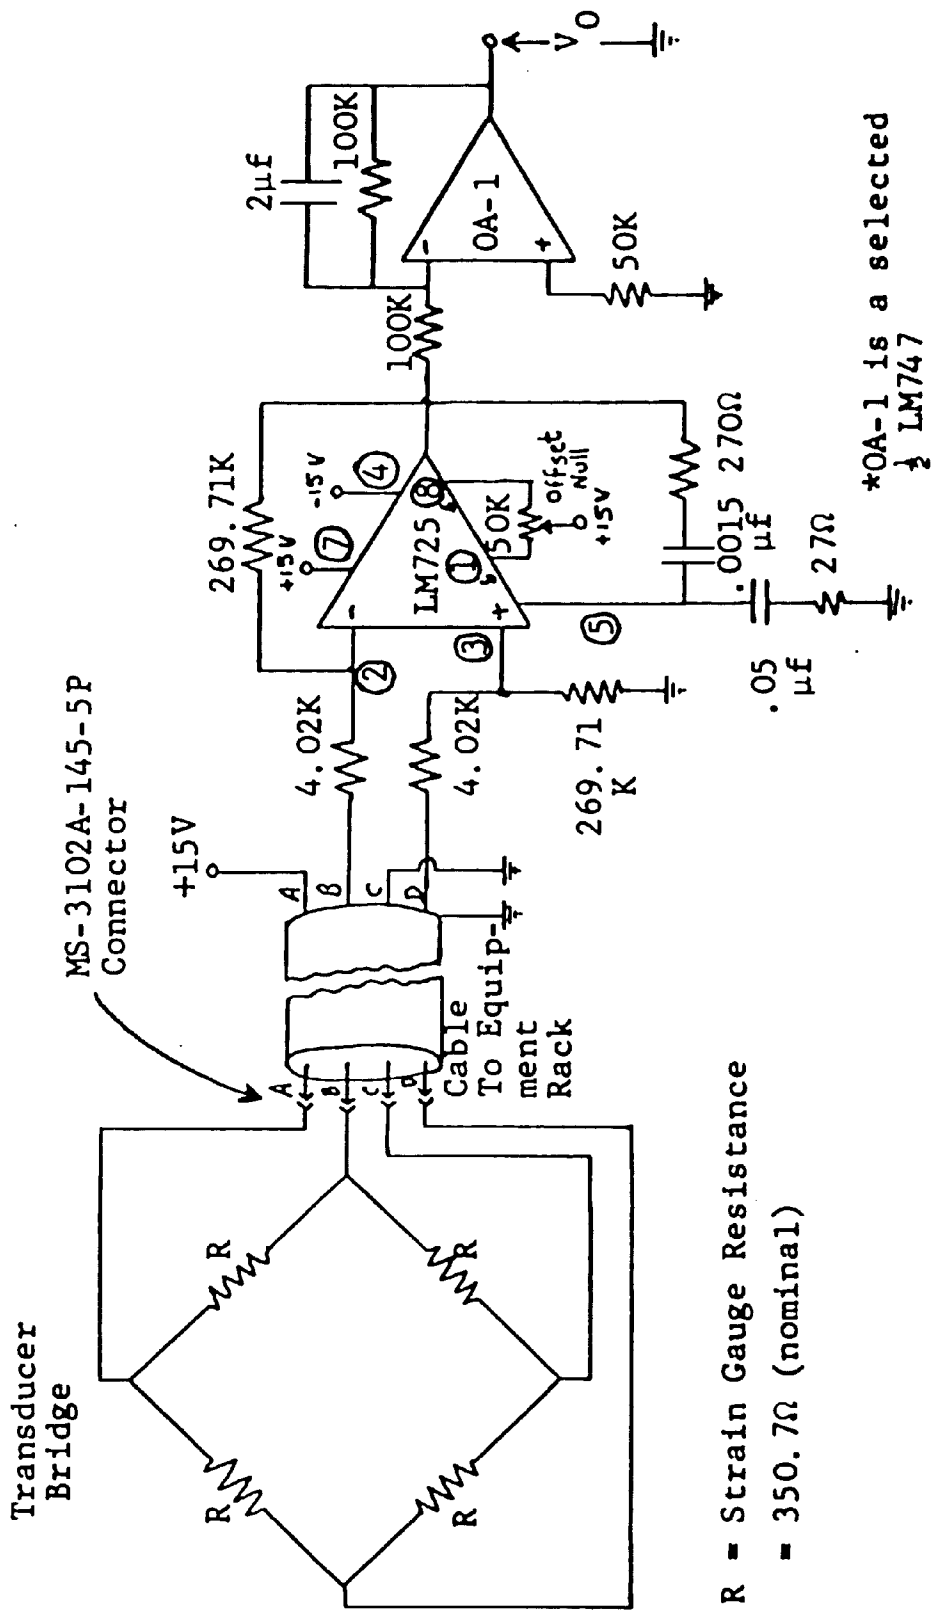 Transducer
Bridge
R
R
R
R
R = Strain Gauge Resistance
= 350.7Ω (nominal)
MS-3102A-145-5P
Connector
A
B
C
D
Cable
To Equip-
ment
Rack
+15V
A
B
C
D
4.02K
4.02K
269.71
K
269.71K
2
3
-
+
LM725
+15V
7
-15V
4
8
1
5
50K
Offset
Null
+15V
.0015
μf
270Ω
.05
μf
27Ω
100K
2μf
100K
-
+
OA-1
50K
V0
*OA-1 is a selected
½ LM747